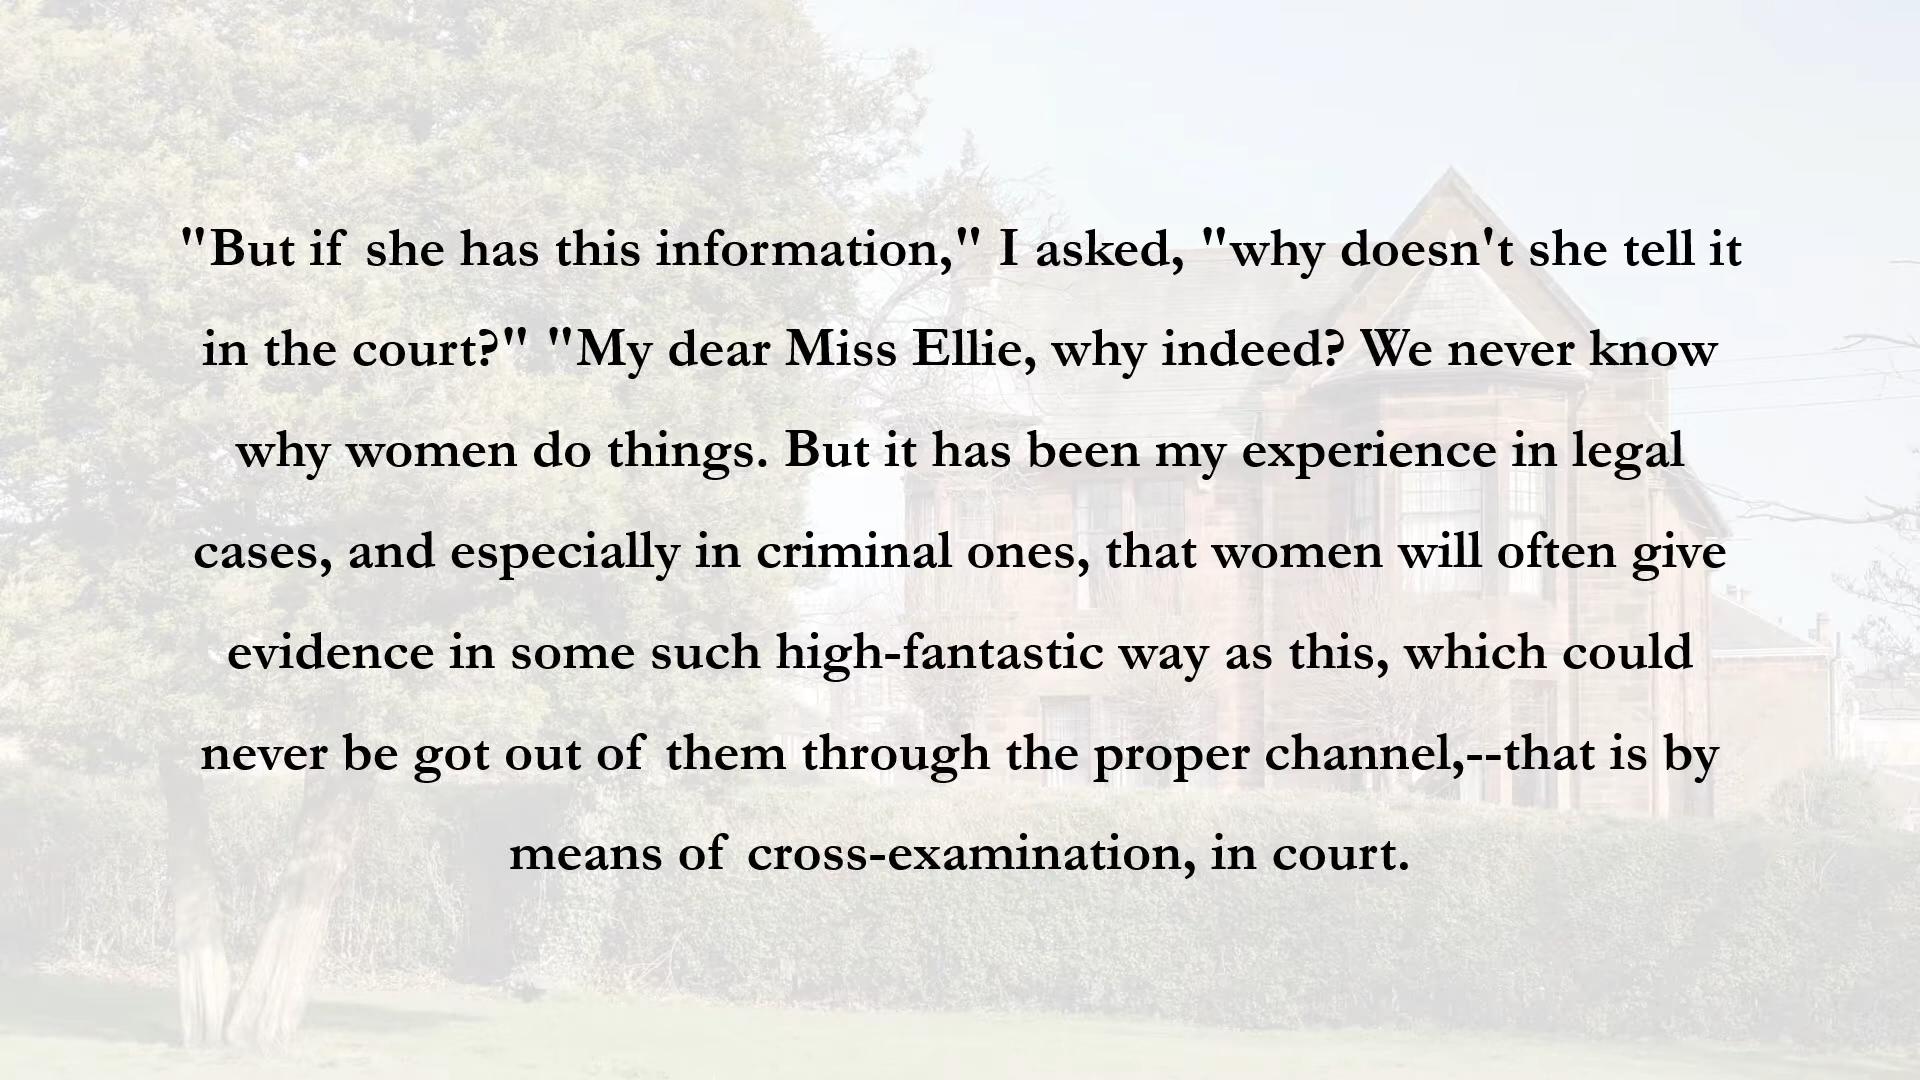 "But if she has this information," I asked, "why doesn't she tell it
in the court?" "My dear Miss Ellie, why indeed? We never know
why women do things. But it has been my experience in legal
cases, and especially in criminal ones, that women will often give
evidence in some such high-fantastic way as this, which could
never be got out of them through the proper channel,--that is by
means of cross-examination, in court.